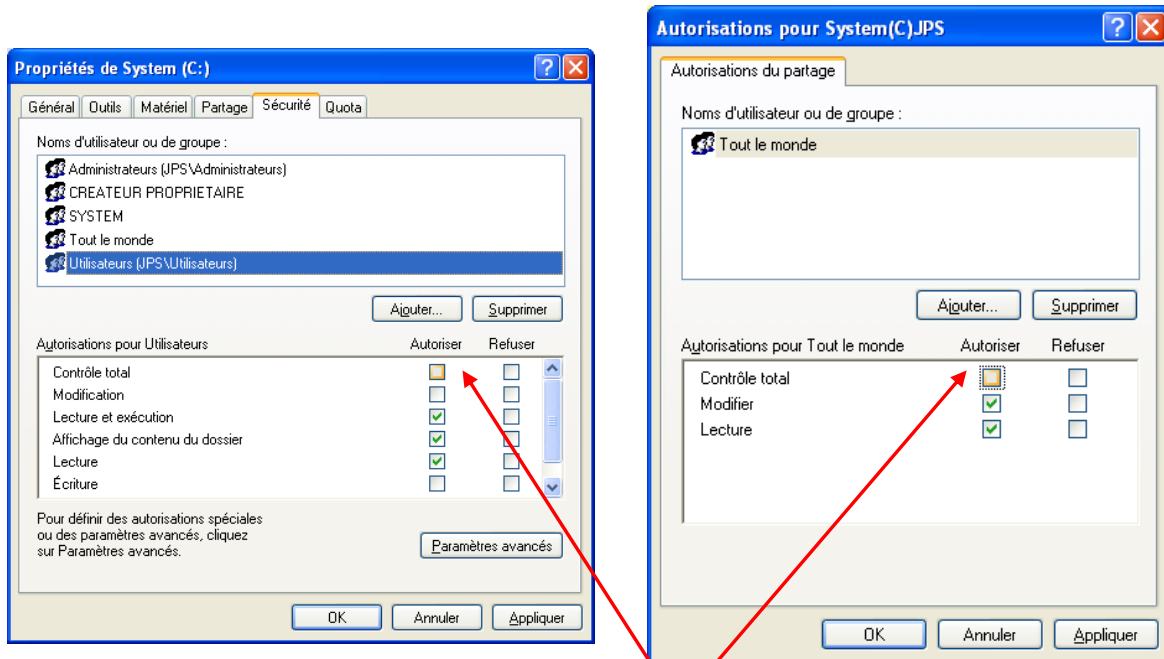 Propriétés de System (C:)
Général Outils Matériel Partage Sécurité Quota
Noms d'utilisateur ou de groupe :
Administrateurs (JPS\Administrateurs)
CREATEUR PROPRIETAIRE
SYSTEM
Tout le monde
Utilisateurs (JPS\Utilisateurs)
Ajouter... Supprimer
Autorisations pour Utilisateurs Autoriser Refuser
Contrôle total
Modification
Lecture et exécution
Affichage du contenu du dossier
Lecture
Écriture
Pour définir des autorisations spéciales
ou des paramètres avancés, cliquez
sur Paramètres avancés.
Paramètres avancés
OK Annuler Appliquer
Autorisations pour System(C)JPS
Autorisations du partage
Noms d'utilisateur ou de groupe :
Tout le monde
Ajouter... Supprimer
Autorisations pour Tout le monde Autoriser Refuser
Contrôle total
Modifier
Lecture
OK Annuler Appliquer